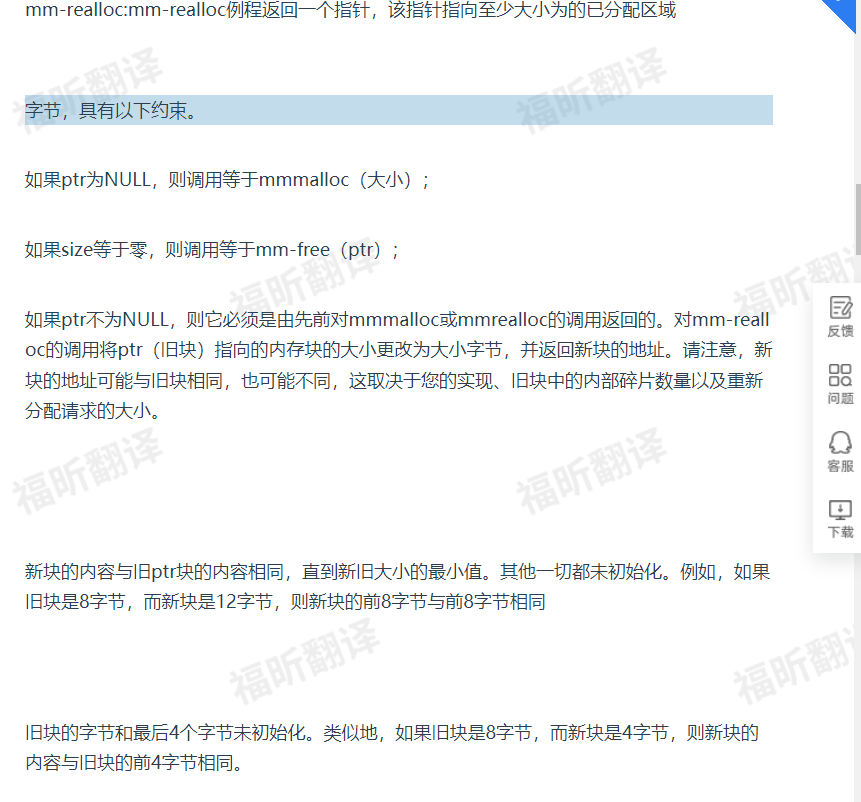 mm-realloc:mm-realloc例程返回一个指针，该指针指向至少大小为的已分配区域
字节，具有以下约束。
如果ptr为NULL，则调用等于mmmalloc（大小）；
如果size等于零，则调用等于mm-free（ptr）；
如果ptr不为NULL，则它必须是由先前对mmmalloc或mmrealloc的调用返回的。对mm-reall
oc的调用将ptr（旧块）指向的内存块的大小更改为大小字节，并返回新块的地址。请注意，新
块的地址可能与旧块相同，也可能不同，这取决于您的实现、旧块中的内部碎片数量以及重新
分配请求的大小。
新块的内容与旧ptr块的内容相同，直到新旧大小的最小值。其他一切都未初始化。例如，如果
旧块是8字节，而新块是12字节，则新块的前8字节与前8字节相同
旧块的字节和最后4个字节未初始化。类似地，如果旧块是8字节，而新块是4字节，则新块的
内容与旧块的前4字节相同。
反馈
问题
客服
下载
福昕翻译
福昕翻译
福昕翻译
福昕翻译
福昕翻译
福昕翻译
福昕翻译
福昕翻译